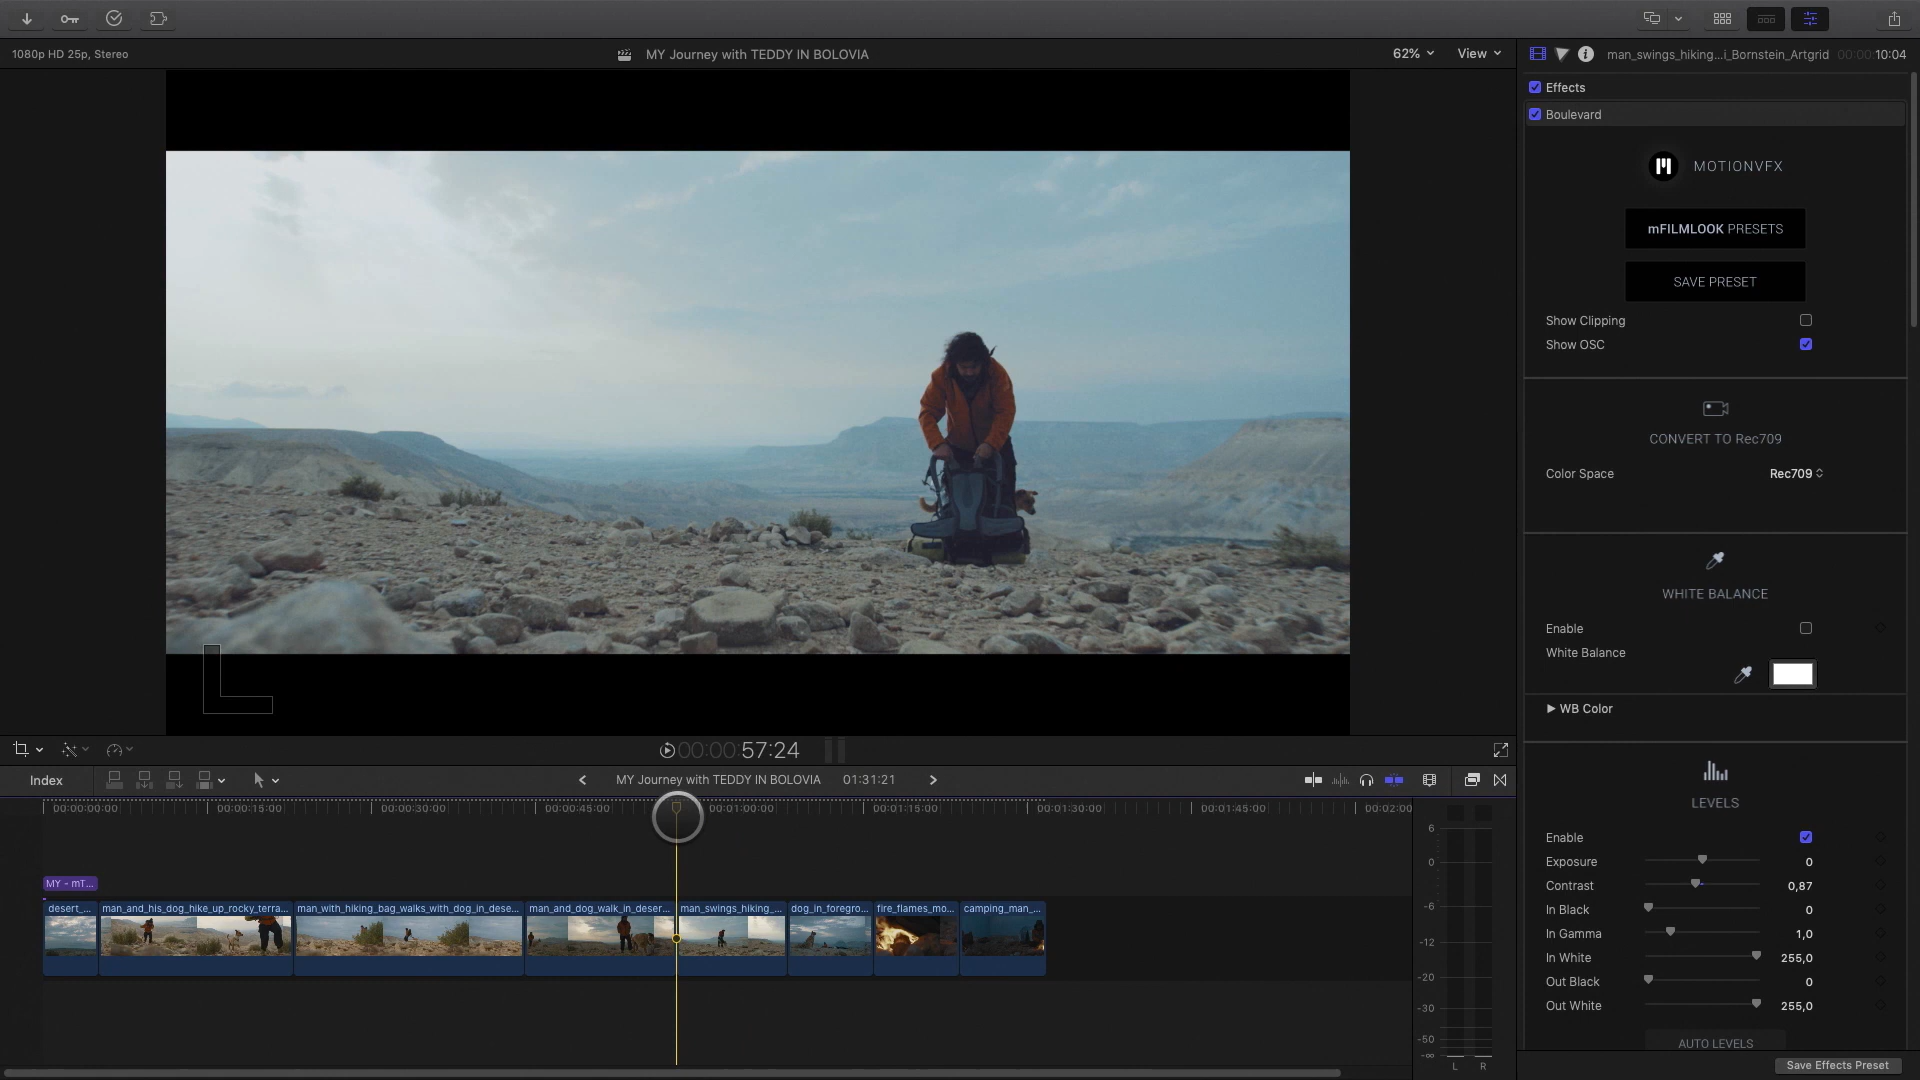 1080p HD 25p, Stereo
MY Journey with TEDDY IN BOLOVIA
62%
View
man_swings_hiking...i_Bornstein_Artgrid
00:00:10:04
Effects
Boulevard
MOTIONVFX
mFILMLOOK PRESETS
SAVE PRESET
Show Clipping
Show OSC
CONVERT TO Rec709
Color Space
Rec709
WHITE BALANCE
Enable
White Balance
WB Color
LEVELS
Enable
Exposure 0
Contrast 0,87
In Black 0
In Gamma 1,0
In White 255,0
Out Black 0
Out White 255,0
AUTO LEVELS
Save Effects Preset
00:00:57:24
Index
MY Journey with TEDDY IN BOLOVIA
01:31:21
00:00:00:00
00:00:15:00
00:00:30:00
00:00:45:00
00:01:00:00
00:01:15:00
00:01:30:00
00:01:45:00
00:02:00
MY - mT...
desert_...
man_and_his_dog_hike_up_rocky_terra...
man_with_hiking_bag_walks_with_dog_in_dese...
man_and_dog_walk_in_deser...
man_swings_hiking_...
dog_in_foregro...
fire_flames_mo...
camping_man_...
6
0
-6
-12
-20
-30
-50
-∞
L R